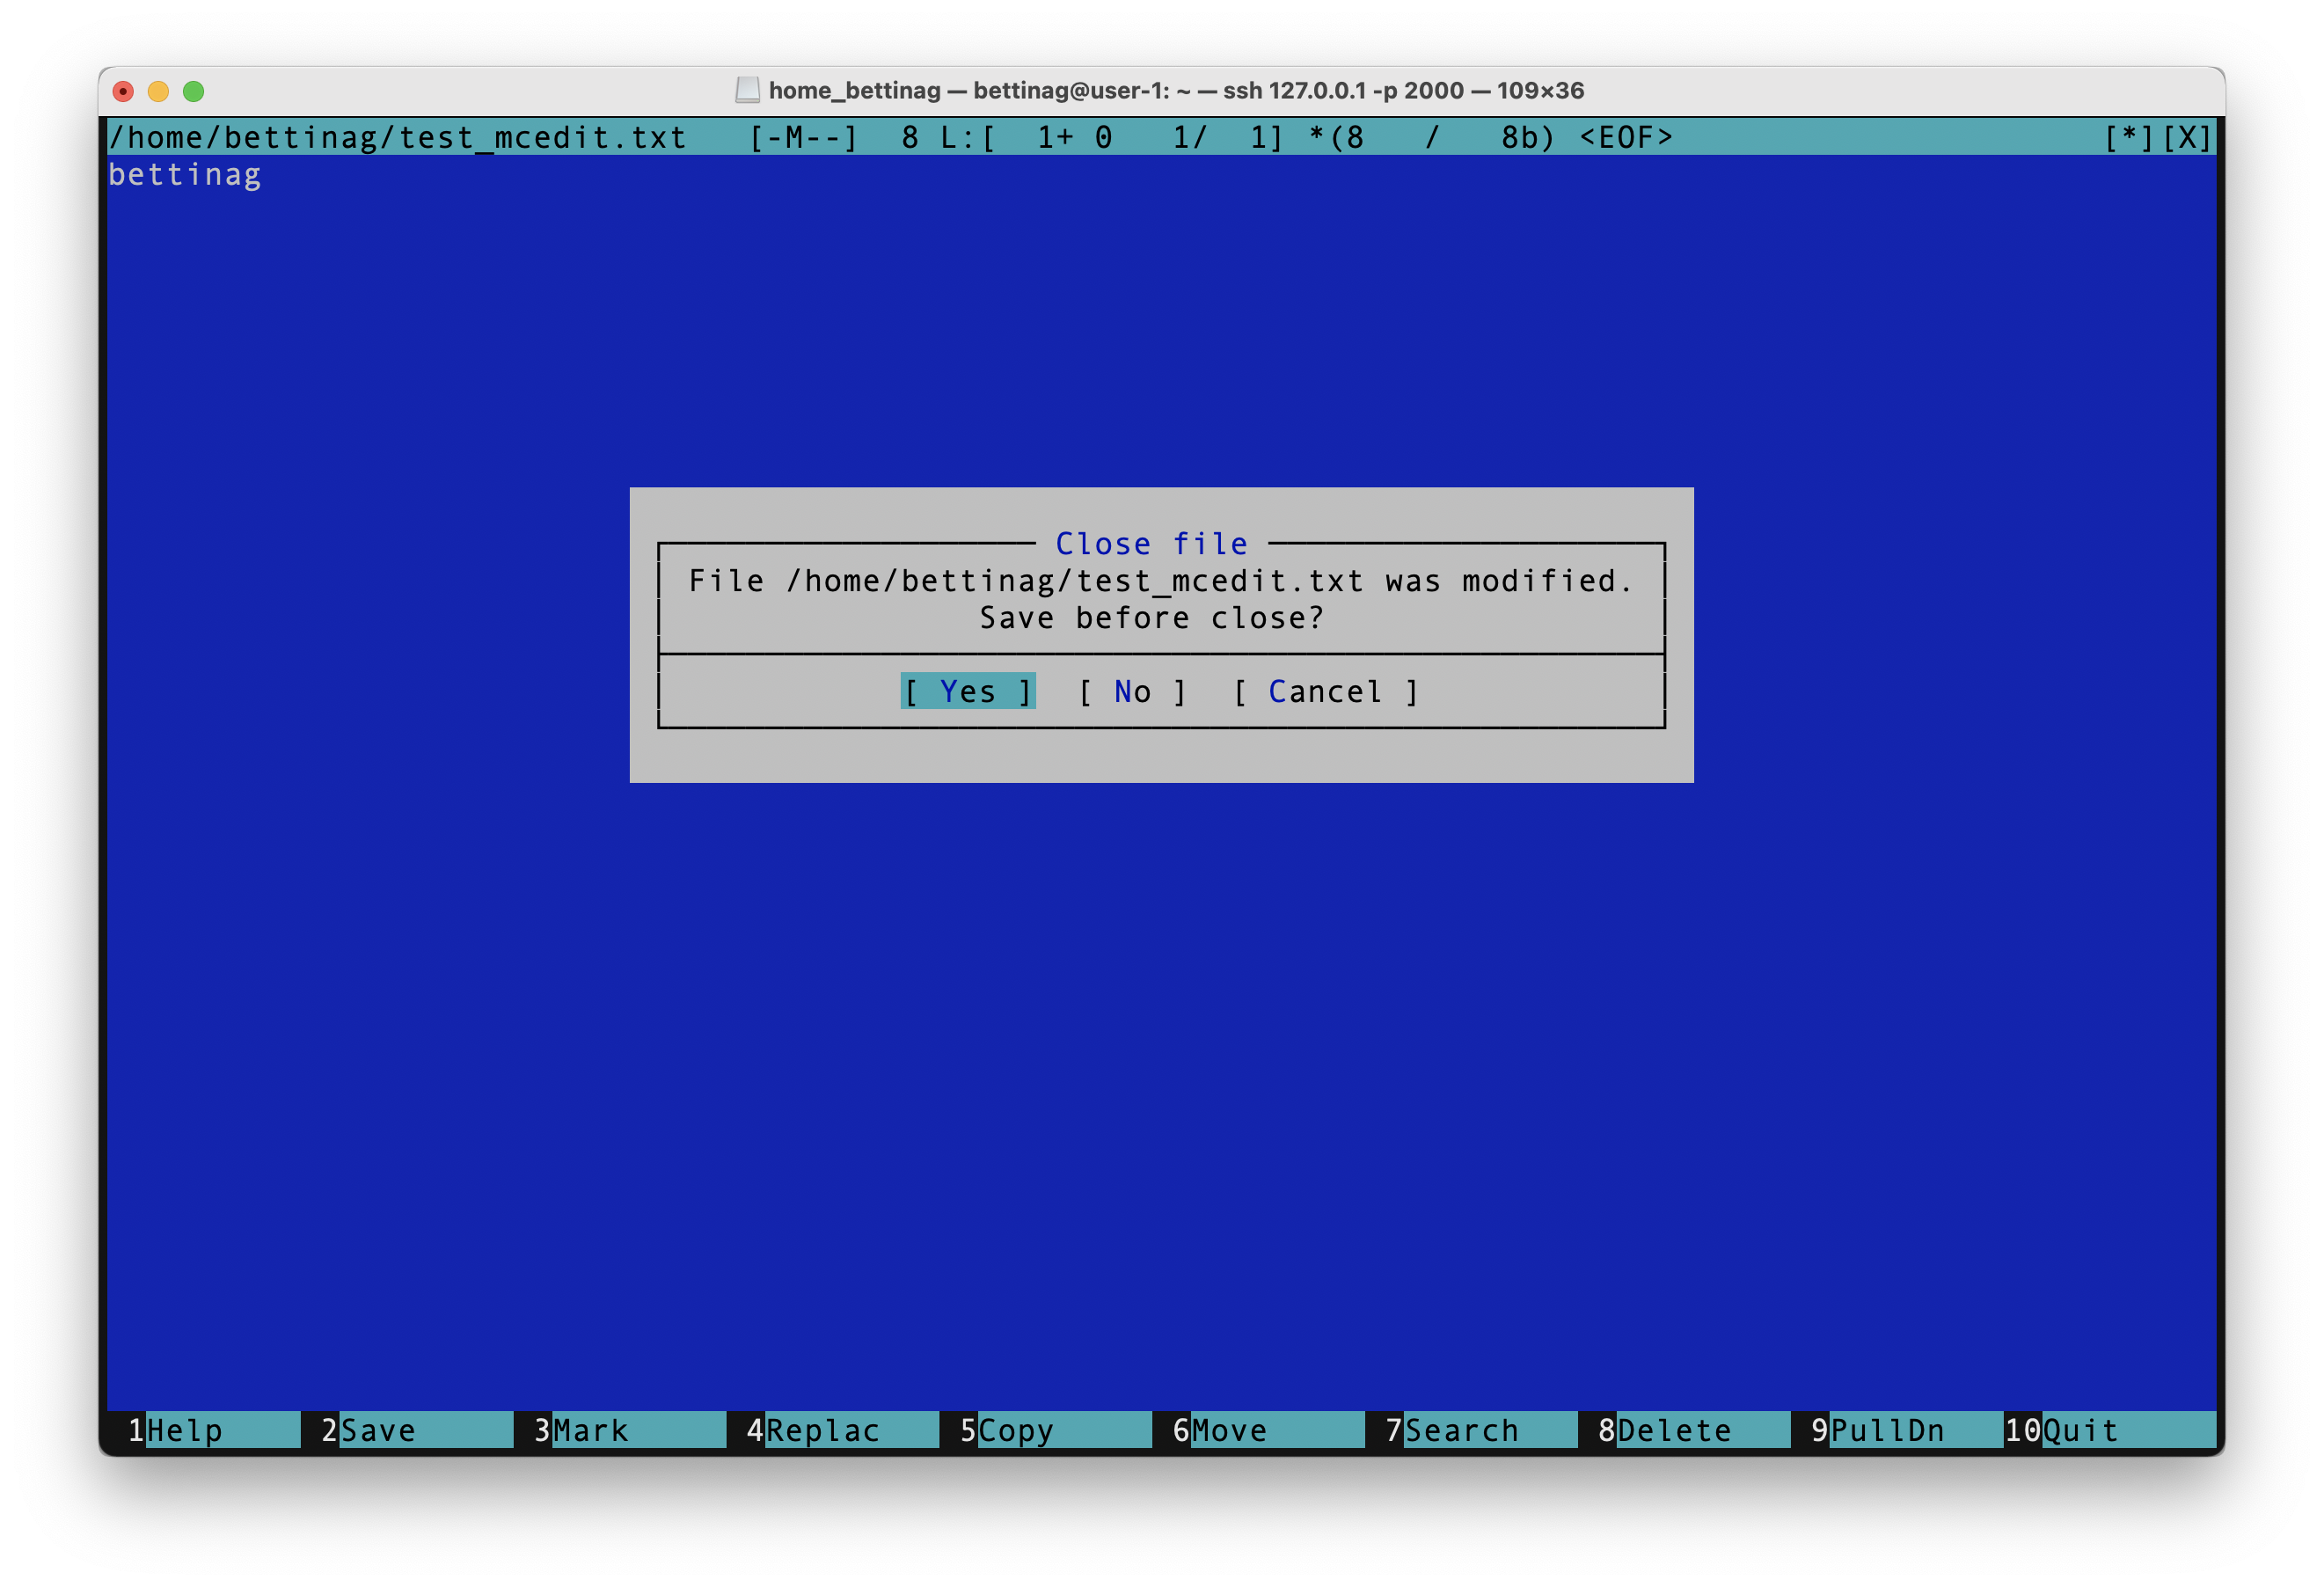 home_bettinag — bettinag@user-1: ~ — ssh 127.0.0.1 -p 2000 — 109×36
/home/bettinag/test_mcedit.txt   [-M--]  8 L:[  1+ 0   1/  1] *(8   /   8b) <EOF>   [*][X]
bettinag
Close file
File /home/bettinag/test_mcedit.txt was modified.
Save before close?
[ Yes ]  [ No ]  [ Cancel ]
1Help 2Save 3Mark 4Replac 5Copy 6Move 7Search 8Delete 9PullDn 10Quit